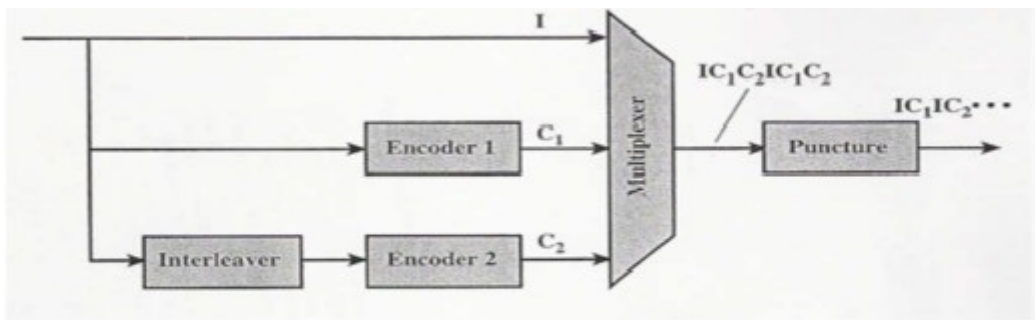 I
IC₁C₂IC₁C₂
IC₁IC₂•••
Encoder 1
C₁
Multiplexer
Puncture
Interleaver
Encoder 2
C₂